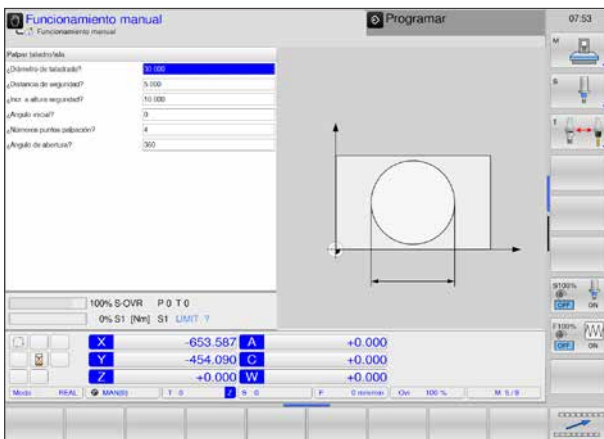 Funcionamiento manual
Funcionamiento manual
Programar
07:53
Palpar taladro/isla
¿Diámetro de taladrado? 30.000
¿Distancia de seguridad? 5.000
¿Incr. a altura seguridad? 10.000
¿Angulo inicial? 0
¿Números puntos palpación? 4
¿Angulo de abertura? 360
100% S-OVR P 0 T 0
0% S1 [Nm] S1 LIMIT ?
X -653.587 A +0.000
Y -454.090 C +0.000
Z +0.000 W +0.000
Modo REAL MAN(0) T 0 Z S 0 F 0 mm/min Ovr 100 % M 5/9
M
S
T
S100%
OFF ON
F100%
OFF ON